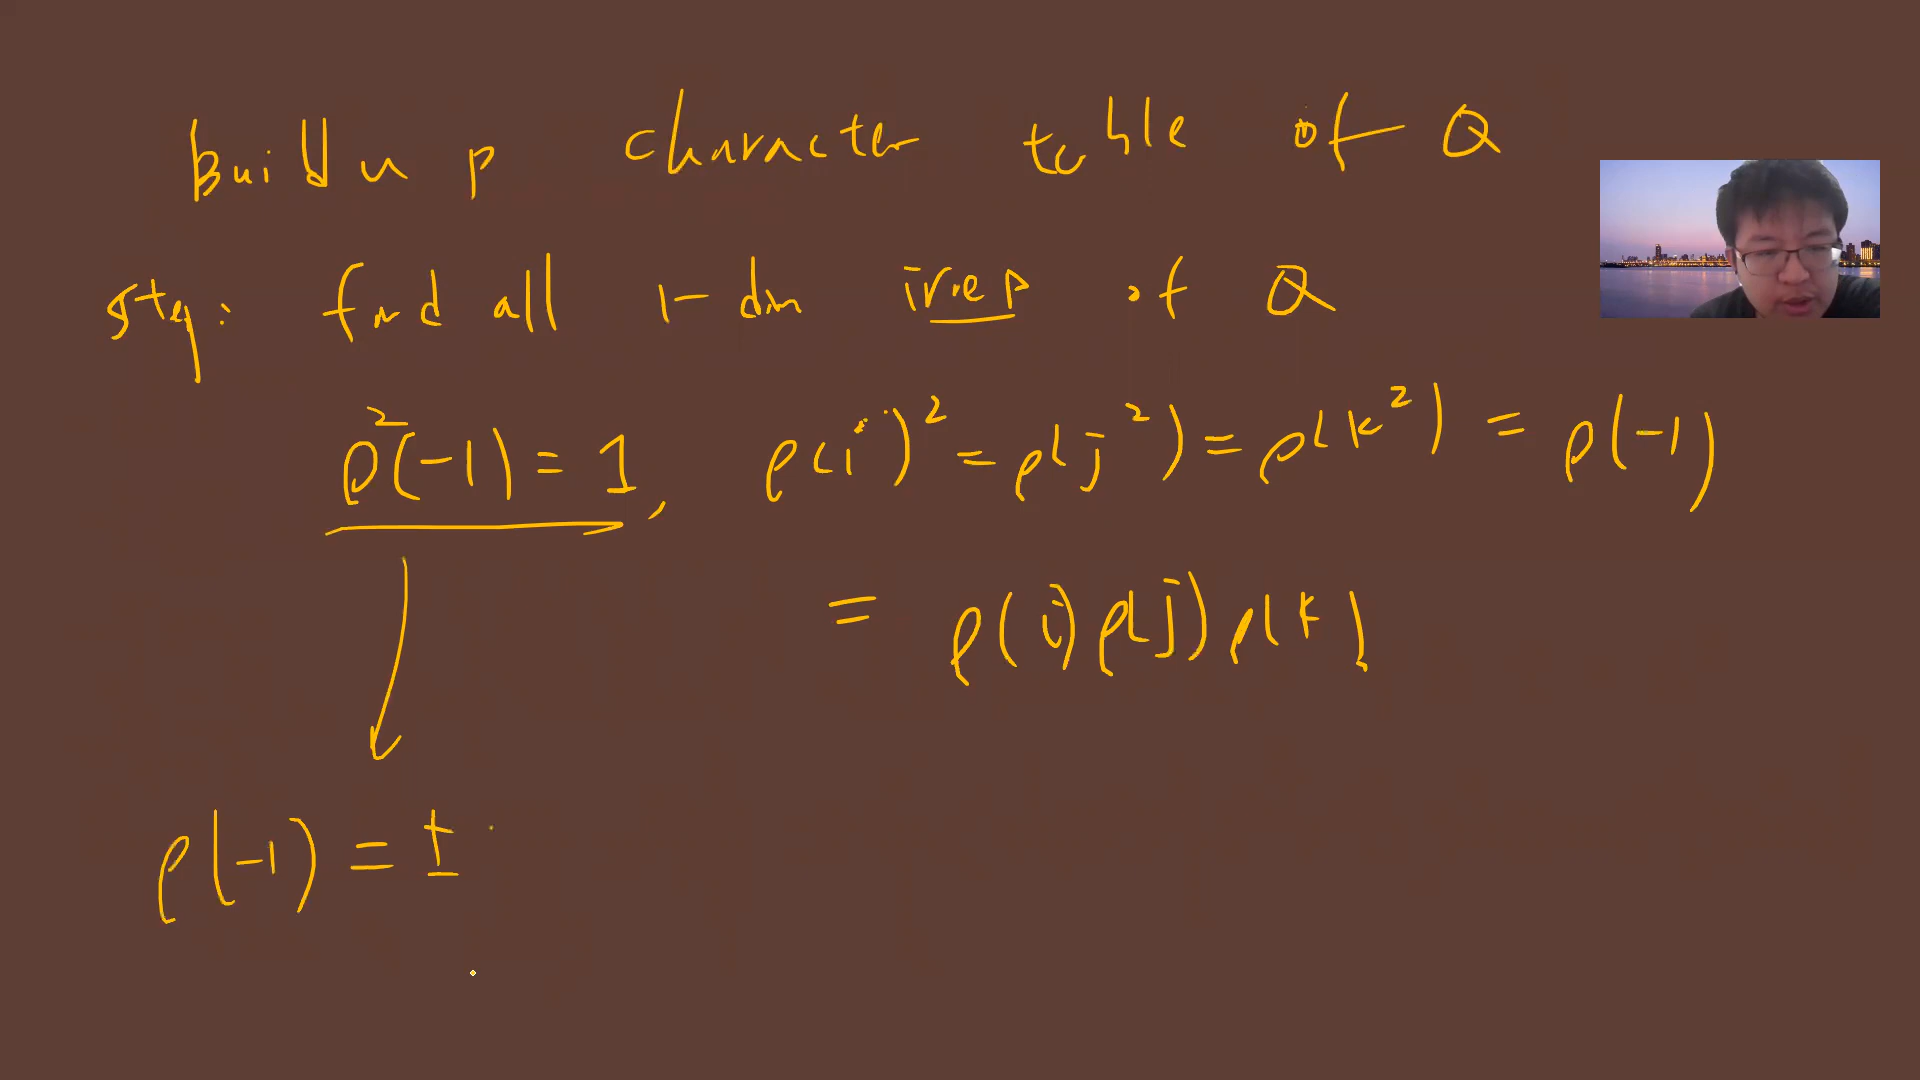 Build up character table of Q
step: find all 1-dim irrep of Q
ρ²(-1) = 1, ρ(i)² = ρ(j²) = ρ(k²) = ρ(-1)
= ρ(i)ρ(j)ρ(k)
ρ(-1) = ±